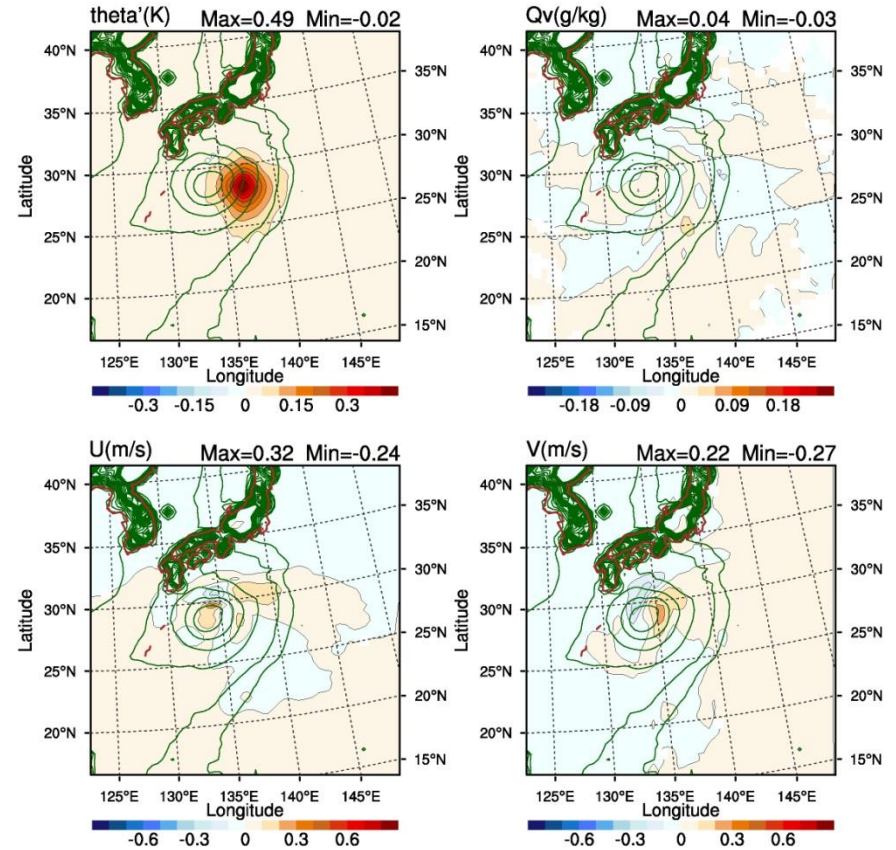 theta'(K) Max=0.49 Min=-0.02
40°N
35°N
30°N
25°N
20°N
35°N
30°N
25°N
20°N
15°N
Latitude
Latitude
125°E 130°E 135°E 140°E 145°E
Longitude
-0.3 -0.15 0 0.15 0.3
Qv(g/kg) Max=0.04 Min=-0.03
40°N
35°N
30°N
25°N
20°N
35°N
30°N
25°N
20°N
15°N
Latitude
Latitude
125°E 130°E 135°E 140°E 145°E
Longitude
-0.18 -0.09 0 0.09 0.18
U(m/s) Max=0.32 Min=-0.24
40°N
35°N
30°N
25°N
20°N
35°N
30°N
25°N
20°N
15°N
Latitude
Latitude
125°E 130°E 135°E 140°E 145°E
Longitude
-0.6 -0.3 0 0.3 0.6
V(m/s) Max=0.22 Min=-0.27
40°N
35°N
30°N
25°N
20°N
35°N
30°N
25°N
20°N
15°N
Latitude
Latitude
125°E 130°E 135°E 140°E 145°E
Longitude
-0.6 -0.3 0 0.3 0.6